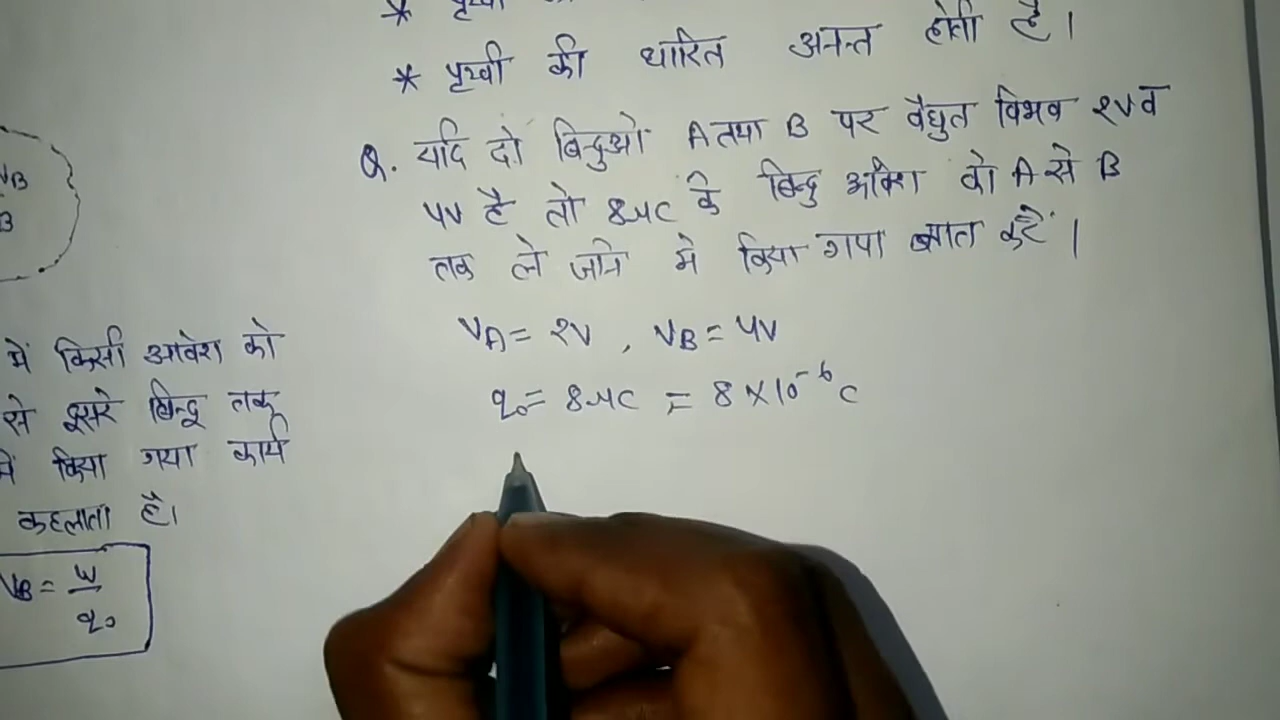 * पृथ्वी
* पृथ्वी की धारित अनन्त होती है।
Q. यदि दो बिन्दुओ A तथा B पर वैधुत विभव 2V व
4V है तो 8μC के बिन्दु आवेश को A से B
तक ले जाने मे किया गया ज्ञात करें।
VA = 2V , VB = 4V
q₀ = 8μC = 8 × 10⁻⁶ C
VB
B
में किसी आवेश को
से दूसरे बिन्दू तक
में किया गया कार्य
कहलाता है।
VB = W/q₀